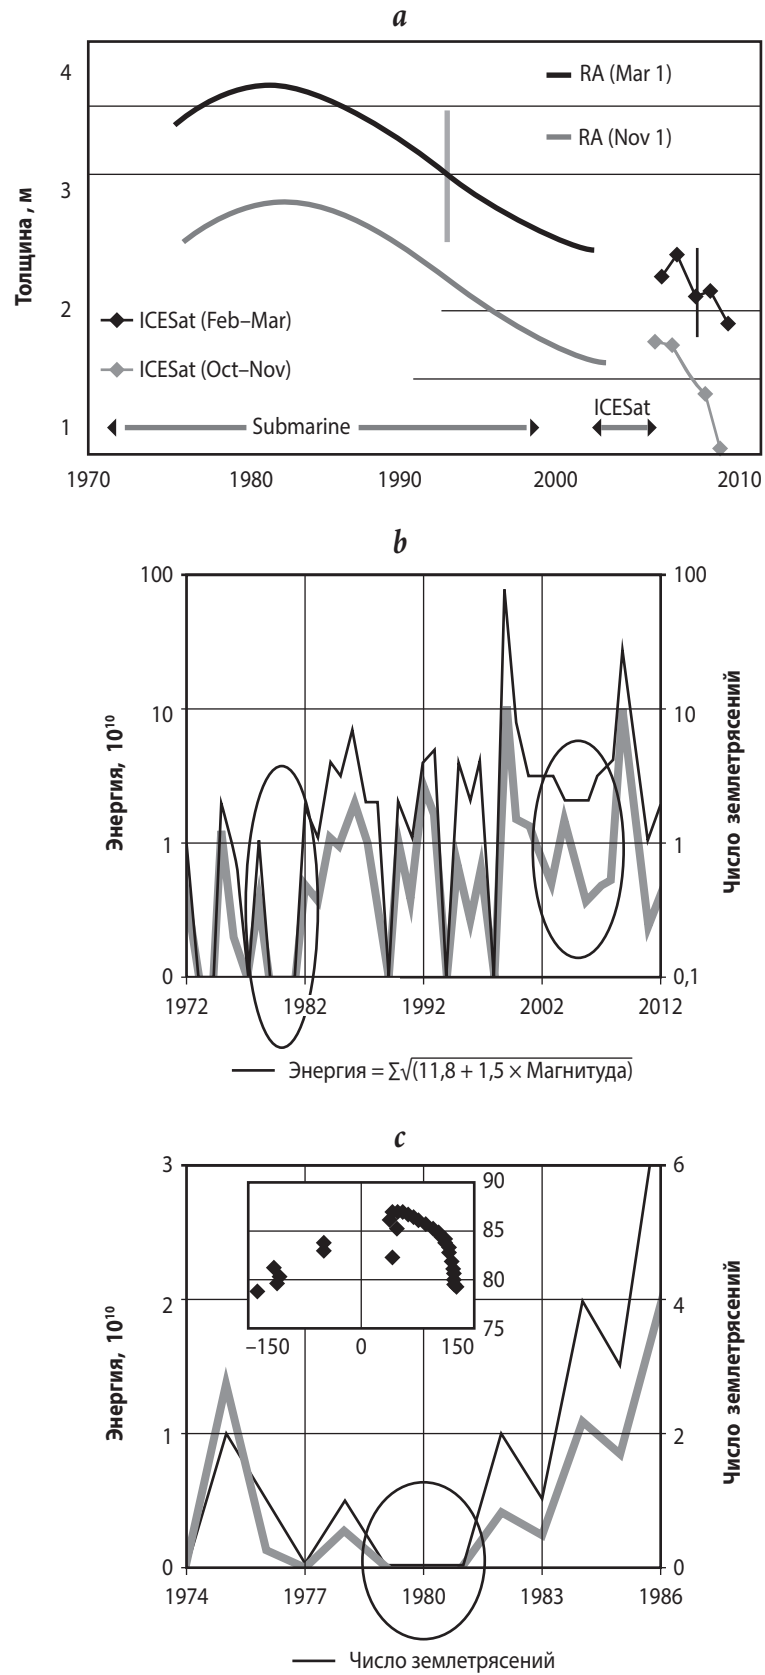 a
4
RA (Mar 1)
RA (Nov 1)
3
Толщина , м
2
ICESat (Feb–Mar)
ICESat (Oct–Nov)
ICESat
1
Submarine
1970 1980 1990 2000 2010
b
100 100
10 10
Энергия, 10¹⁰
Число землетрясений
1 1
0 0,1
1972 1982 1992 2002 2012
Энергия = ∑√(11,8 + 1,5 × Магнитуда)
c
3 6
90
85
80
75
–150 0 150
2 4
Энергия, 10¹⁰
Число землетрясений
1 2
0 0
1974 1977 1980 1983 1986
Число землетрясений